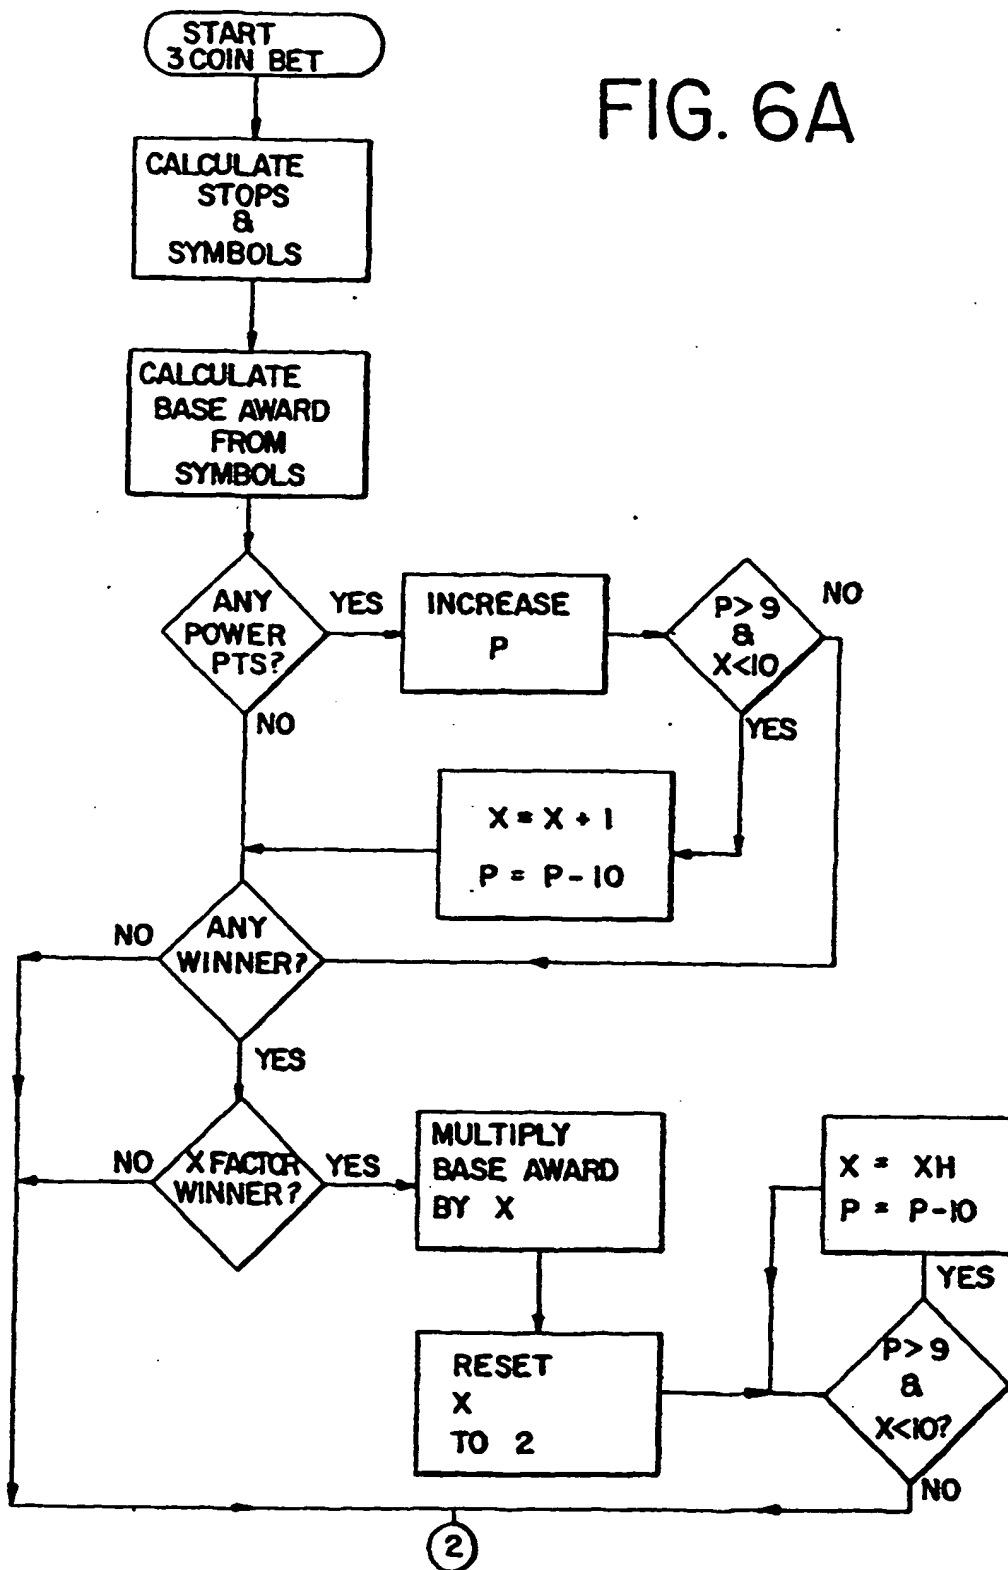 START
3 COIN BET
FIG. 6A
CALCULATE
STOPS
&
SYMBOLS
CALCULATE
BASE AWARD
FROM
SYMBOLS
ANY
POWER
PTS?
YES
NO
INCREASE
P
P> 9
&
X<10
NO
YES
X = X + 1
P = P - 10
ANY
WINNER?
NO
YES
X FACTOR
WINNER?
NO
YES
MULTIPLY
BASE AWARD
BY X
RESET
X
TO 2
X = XH
P = P-10
YES
P> 9
&
X<10?
NO
2